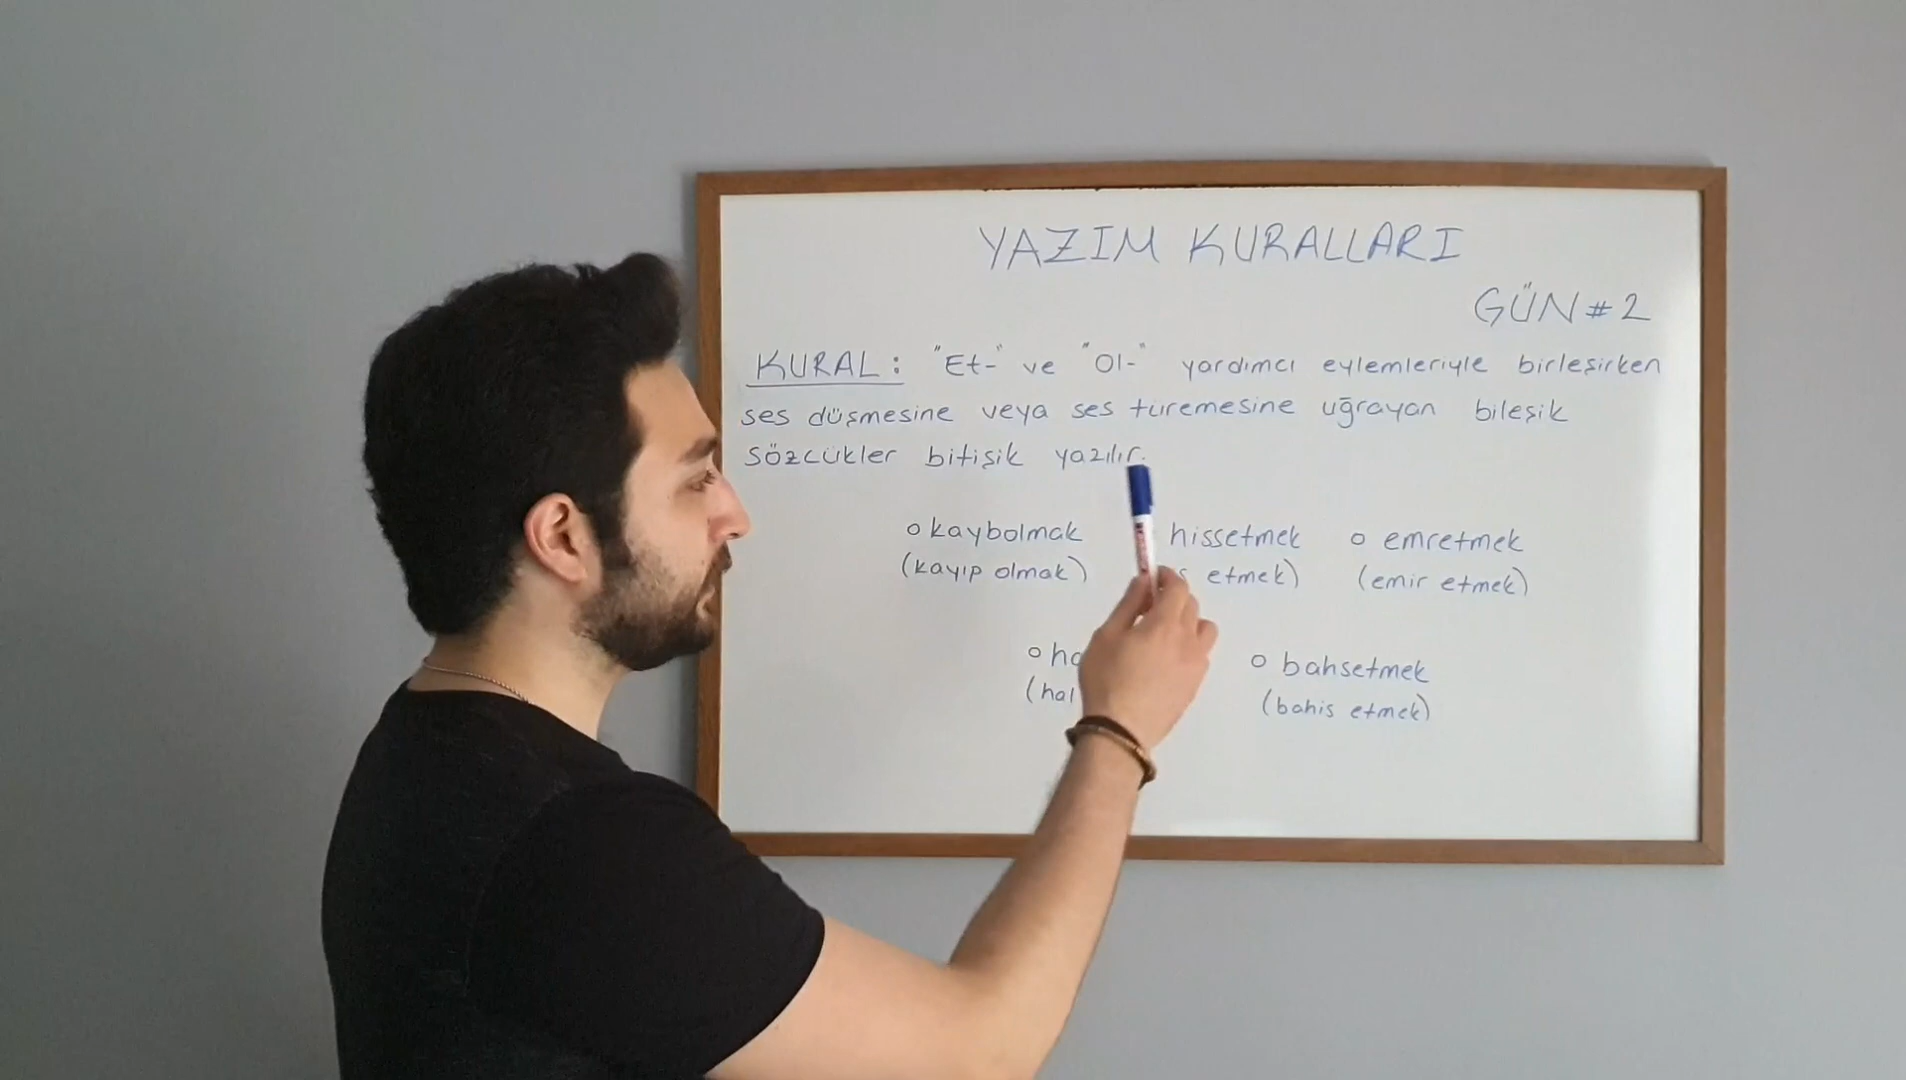 YAZIM KURALLARI
GÜN #2
KURAL: "Et-" ve "Ol-" yardımcı eylemleriyle birleşirken
ses düşmesine veya ses türemesine uğrayan bileşik
sözcükler bitişik yazılır.
kaybolmak hissetmek emretmek
(kayıp olmak) etmek) (emir etmek)
bahsetmek
(hal (bahis etmek)